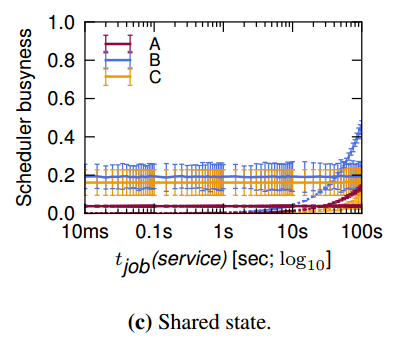 Scheduler busyness
1.0
0.8
0.6
0.4
0.2
0.0
A
B
C
10ms 0.1s 1s 10s 100s
t_job(service) [sec; log₁₀]
(c) Shared state.